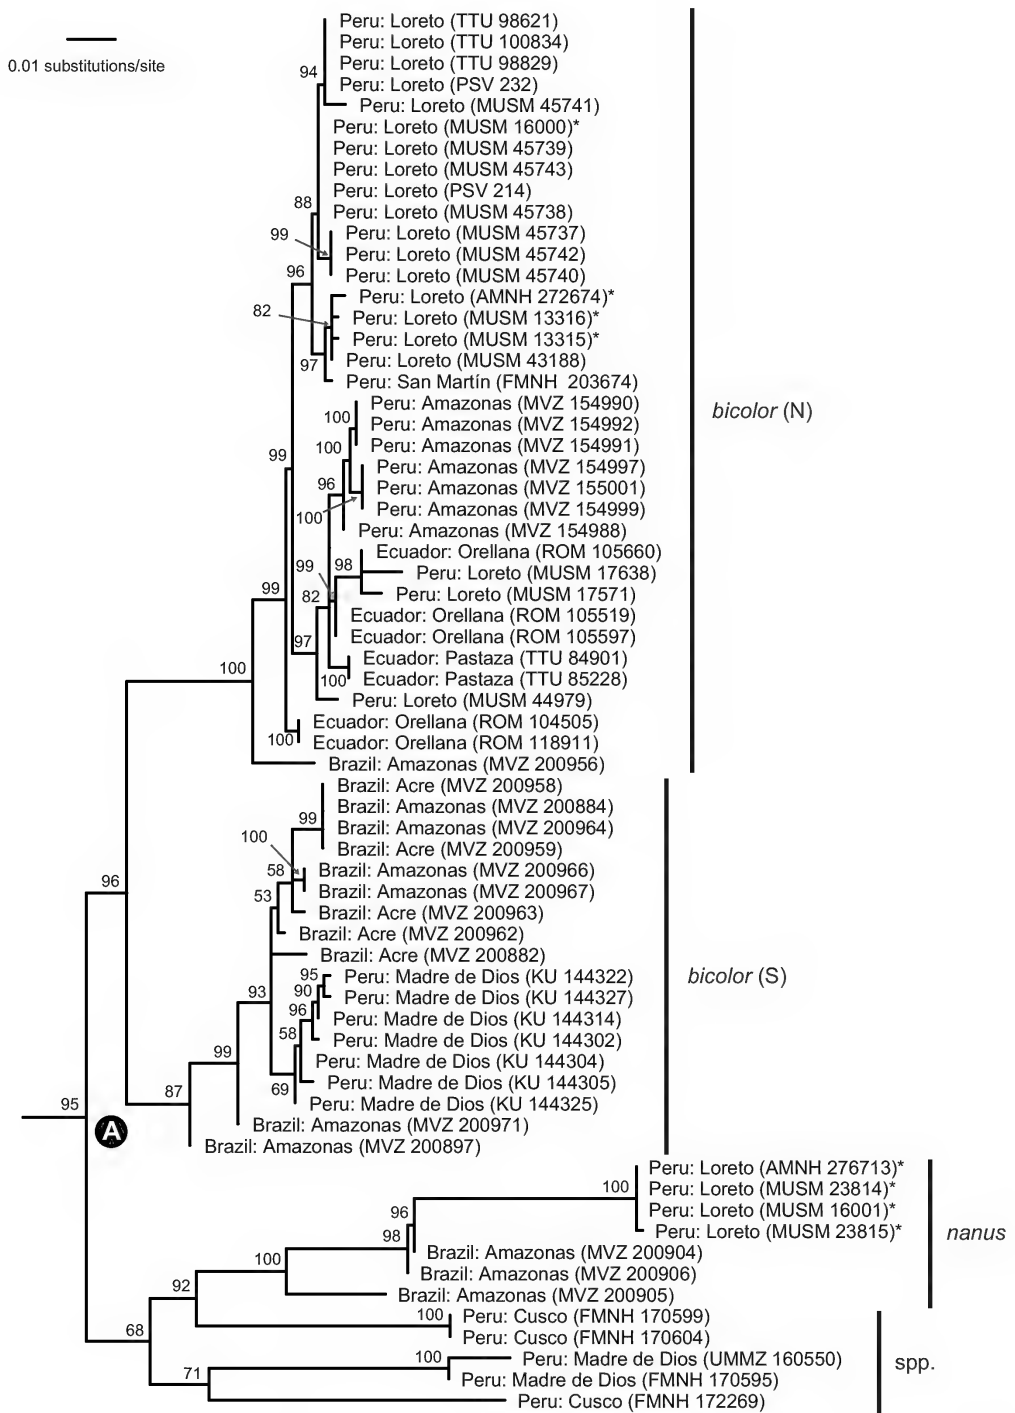 0.01 substitutions/site
Peru: Loreto (TTU 98621)
Peru: Loreto (TTU 100834)
Peru: Loreto (TTU 98829)
94
Peru: Loreto (PSV 232)
Peru: Loreto (MUSM 45741)
Peru: Loreto (MUSM 16000)*
Peru: Loreto (MUSM 45739)
Peru: Loreto (MUSM 45743)
Peru: Loreto (PSV 214)
88
Peru: Loreto (MUSM 45738)
99
Peru: Loreto (MUSM 45737)
Peru: Loreto (MUSM 45742)
96
Peru: Loreto (MUSM 45740)
Peru: Loreto (AMNH 272674)*
82
Peru: Loreto (MUSM 13316)*
Peru: Loreto (MUSM 13315)*
97
Peru: Loreto (MUSM 43188)
Peru: San Martín (FMNH 203674)
Peru: Amazonas (MVZ 154990)
bicolor (N)
100
Peru: Amazonas (MVZ 154992)
100
Peru: Amazonas (MVZ 154991)
99
Peru: Amazonas (MVZ 154997)
96
Peru: Amazonas (MVZ 155001)
100
Peru: Amazonas (MVZ 154999)
Peru: Amazonas (MVZ 154988)
Ecuador: Orellana (ROM 105660)
99
98
Peru: Loreto (MUSM 17638)
99
82
Peru: Loreto (MUSM 17571)
Ecuador: Orellana (ROM 105519)
97
Ecuador: Orellana (ROM 105597)
100
Ecuador: Pastaza (TTU 84901)
100
Ecuador: Pastaza (TTU 85228)
Peru: Loreto (MUSM 44979)
Ecuador: Orellana (ROM 104505)
100
Ecuador: Orellana (ROM 118911)
Brazil: Amazonas (MVZ 200956)
Brazil: Acre (MVZ 200958)
Brazil: Amazonas (MVZ 200884)
99
Brazil: Amazonas (MVZ 200964)
100
Brazil: Acre (MVZ 200959)
58
Brazil: Amazonas (MVZ 200966)
96
53
Brazil: Amazonas (MVZ 200967)
Brazil: Acre (MVZ 200963)
Brazil: Acre (MVZ 200962)
Brazil: Acre (MVZ 200882)
bicolor (S)
95
Peru: Madre de Dios (KU 144322)
93
90
Peru: Madre de Dios (KU 144327)
96
Peru: Madre de Dios (KU 144314)
58
Peru: Madre de Dios (KU 144302)
99
Peru: Madre de Dios (KU 144304)
87
69
Peru: Madre de Dios (KU 144305)
95
Peru: Madre de Dios (KU 144325)
A
Brazil: Amazonas (MVZ 200971)
Brazil: Amazonas (MVZ 200897)
Peru: Loreto (AMNH 276713)*
100
Peru: Loreto (MUSM 23814)*
96
Peru: Loreto (MUSM 16001)*
98
Peru: Loreto (MUSM 23815)*
nanus
100
Brazil: Amazonas (MVZ 200904)
92
Brazil: Amazonas (MVZ 200906)
Brazil: Amazonas (MVZ 200905)
100
Peru: Cusco (FMNH 170599)
68
Peru: Cusco (FMNH 170604)
100
Peru: Madre de Dios (UMMZ 160550)
spp.
71
Peru: Madre de Dios (FMNH 170595)
Peru: Cusco (FMNH 172269)